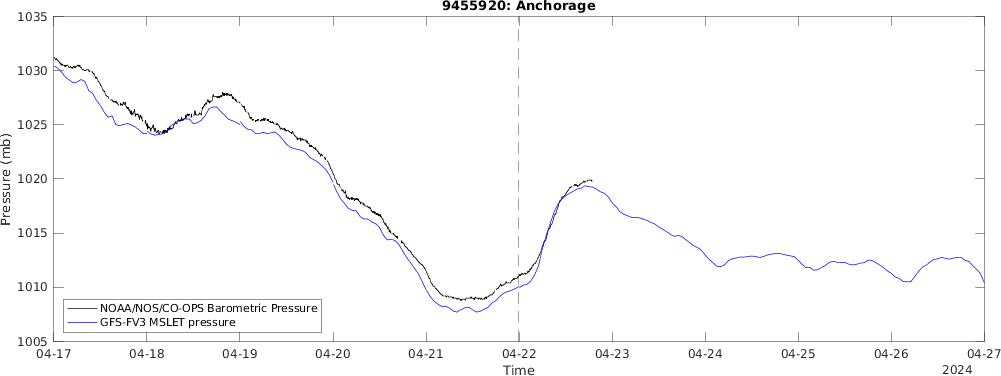 9455920: Anchorage
1035
1030
1025
1020
1015
1010
1005
Pressure (mb)
NOAA/NOS/CO-OPS Barometric Pressure
GFS-FV3 MSLET pressure
04-17 04-18 04-19 04-20 04-21 04-22 04-23 04-24 04-25 04-26 04-27
Time
2024